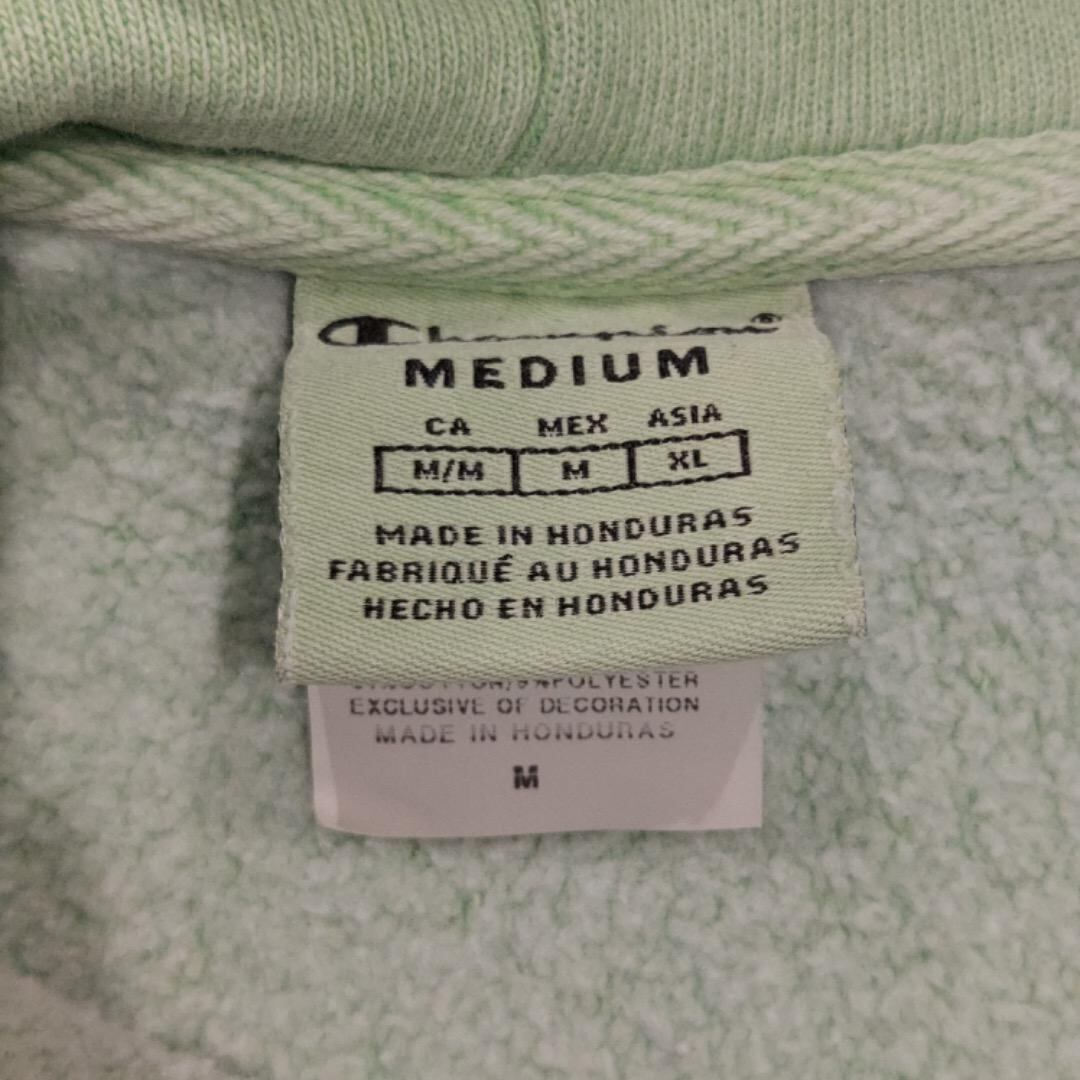 Champion®
MEDIUM
CA MEX ASIA
M/M M XL
MADE IN HONDURAS
FABRIQUÉ AU HONDURAS
HECHO EN HONDURAS
POLYESTER
EXCLUSIVE OF DECORATION
MADE IN HONDURAS
M